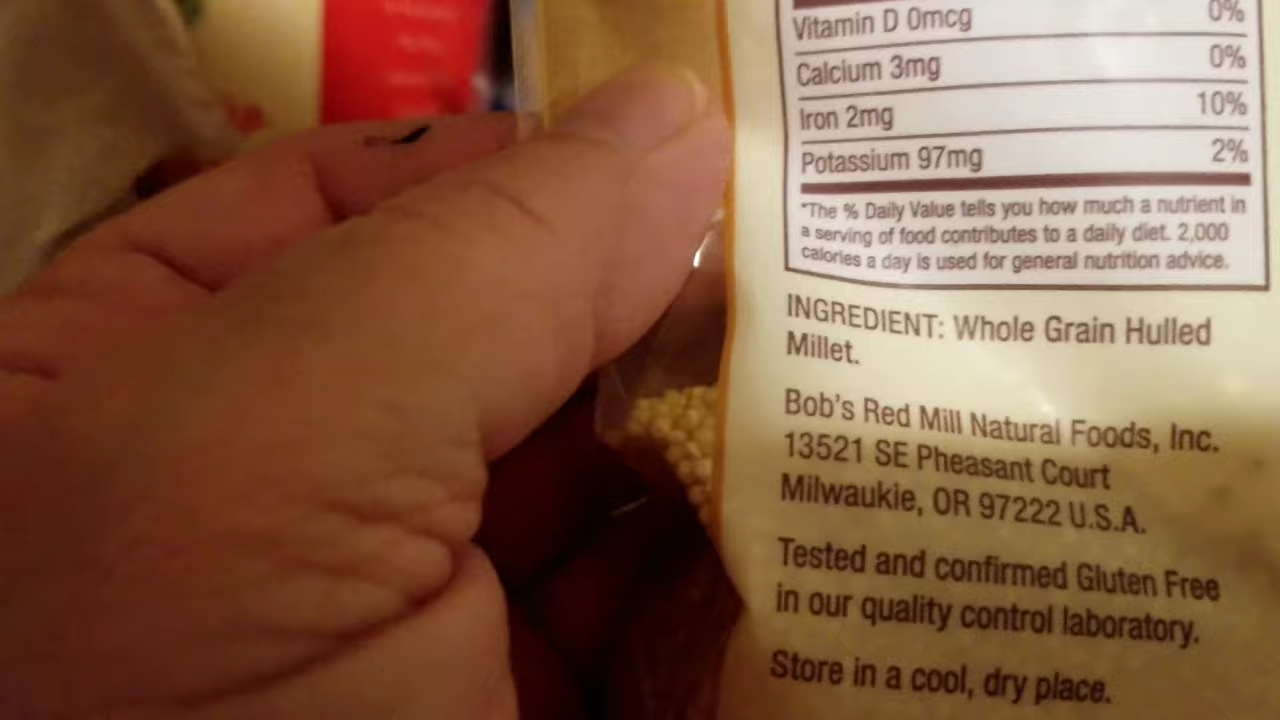 Vitamin D 0mcg 0%
Calcium 3mg 0%
Iron 2mg 10%
Potassium 97mg 2%
*The % Daily Value tells you how much a nutrient in
a serving of food contributes to a daily diet. 2,000
calories a day is used for general nutrition advice.
INGREDIENT: Whole Grain Hulled
Millet.
Bob's Red Mill Natural Foods, Inc.
13521 SE Pheasant Court
Milwaukie, OR 97222 U.S.A.
Tested and confirmed Gluten Free
in our quality control laboratory.
Store in a cool, dry place.